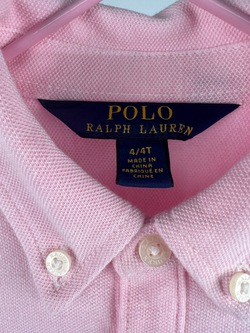 POLO
RALPH LAUREN
4/4T
MADE IN
CHINA
FABRIQUÉ EN
CHINE